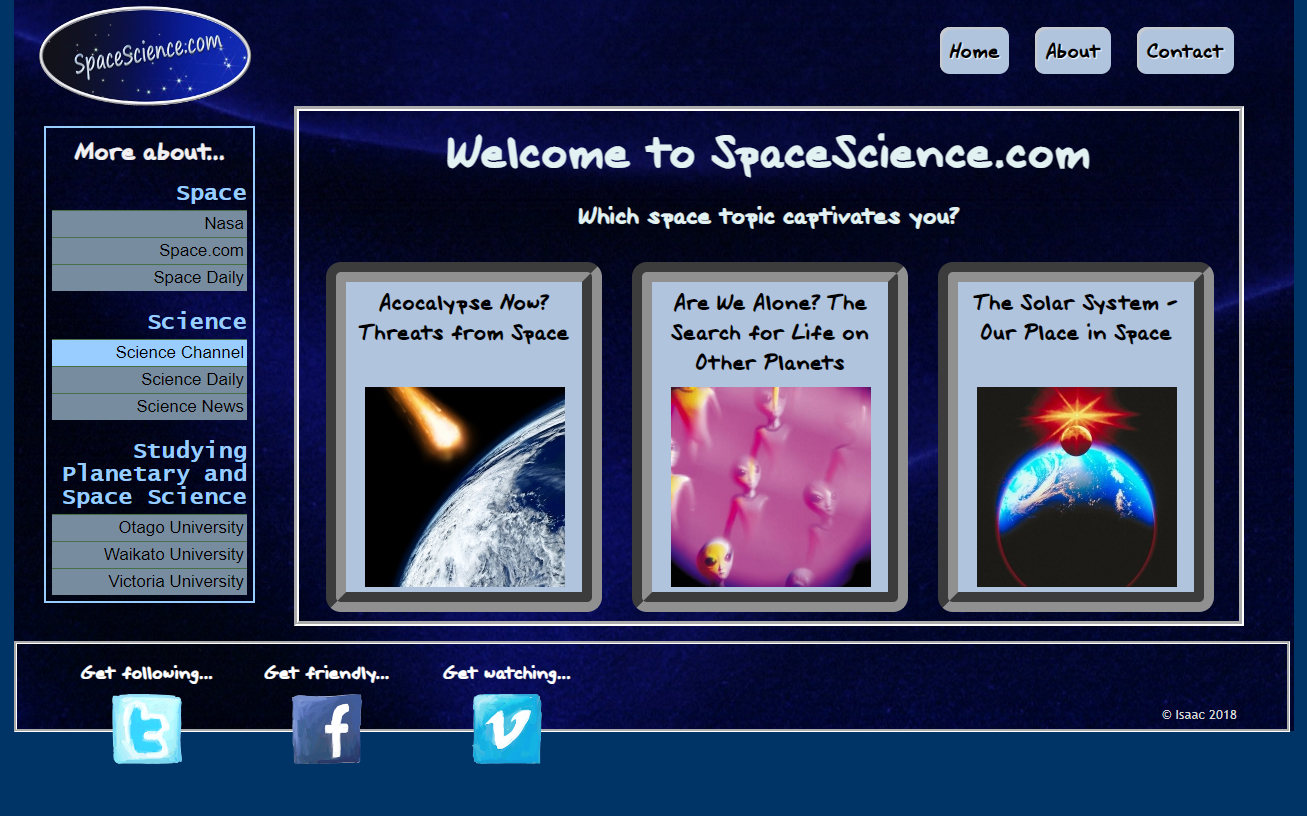 SpaceScience.com
Home
About
Contact
More about...
Space
Nasa
Space.com
Space Daily
Science
Science Channel
Science Daily
Science News
Studying
Planetary and
Space Science
Otago University
Waikato University
Victoria University
Welcome to SpaceScience.com
Which space topic captivates you?
Acocalypse Now?
Threats from Space
Are We Alone? The
Search for Life on
Other Planets
The Solar System -
Our Place in Space
Get following...
Get friendly...
Get watching...
t
f
v
© Isaac 2018